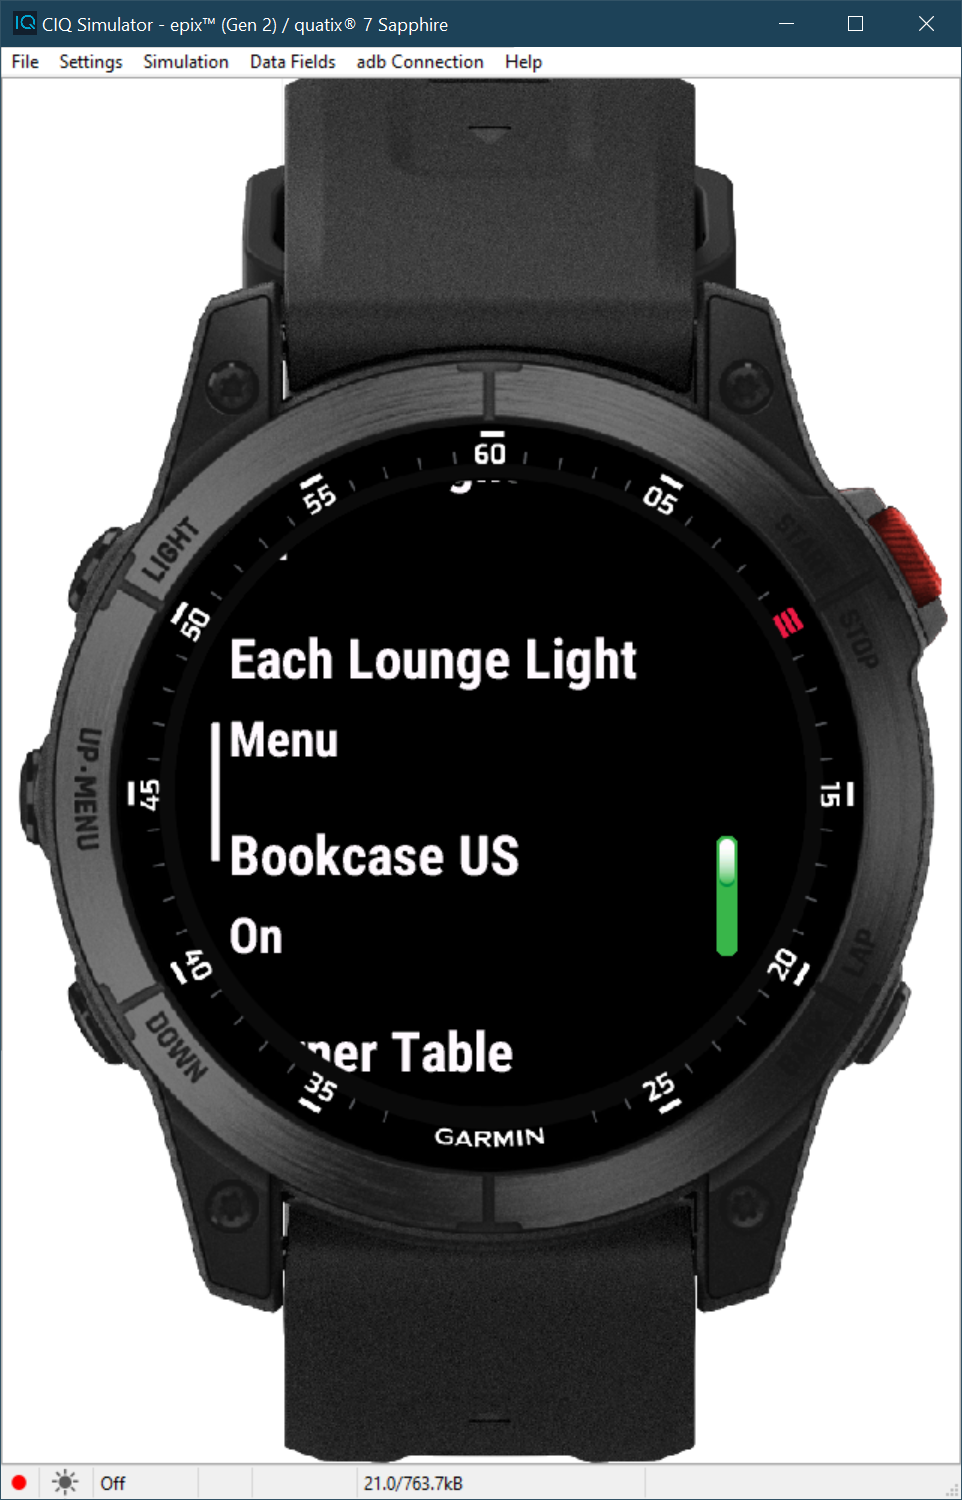 CIQ Simulator - epix™ (Gen 2) / quatix® 7 Sapphire
File Settings Simulation Data Fields adb Connection Help
60
55
05
LIGHT
START
50
STOP
Each Lounge Light
UP·MENU
Menu
45
15
Bookcase US
On
40
20
LAP
DOWN
ner Table
35
25
GARMIN
Off
21.0/763.7kB